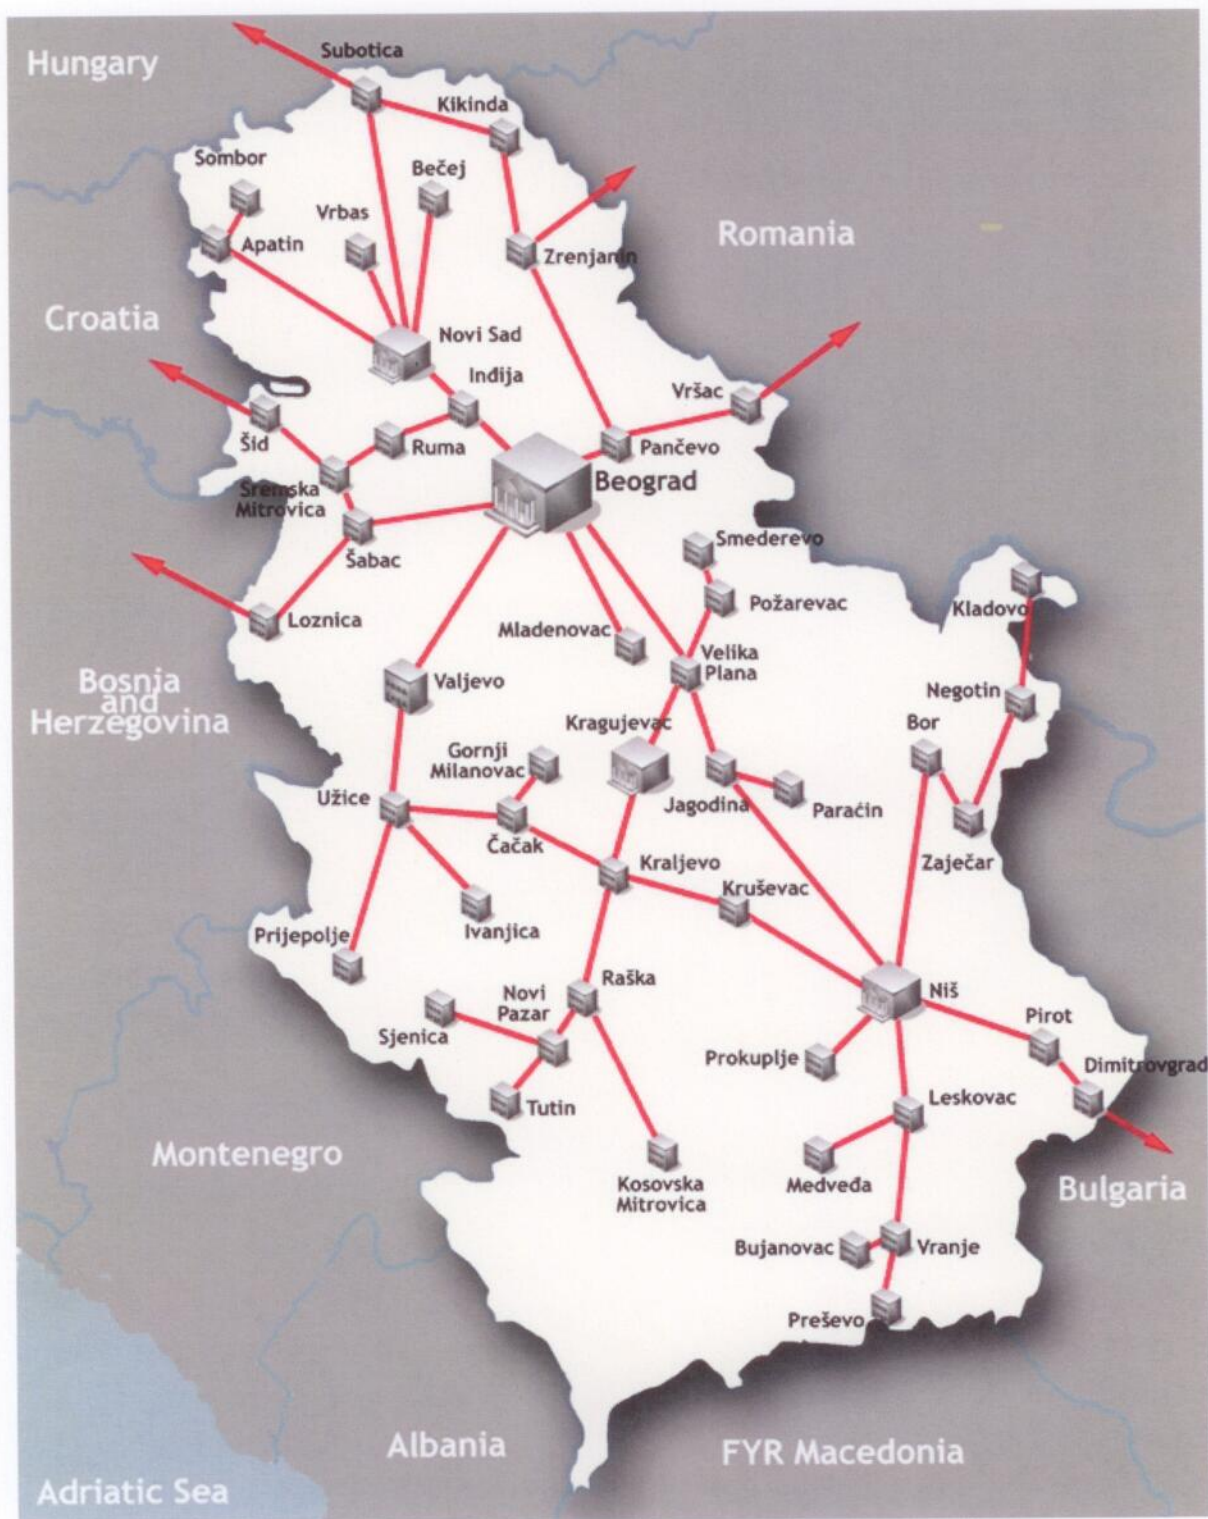 Hungary
Subotica
Kikinda
Sombor
Bečej
Vrbas
Romania
Apatin
Zrenjanin
Croatia
Novi Sad
Inđija
Vršac
Šid
Ruma
Pančevo
Beograd
Sremska
Mitrovica
Šabac
Smederevo
Požarevac
Kladovo
Loznica
Mladenovac
Velika
Plana
Bosnia
and
Herzegovina
Valjevo
Negotin
Kragujevac
Bor
Gornji
Milanovac
Užice
Jagodina
Paraćin
Čačak
Kraljevo
Zaječar
Kruševac
Prijepolje
Ivanjica
Raška
Novi
Pazar
Niš
Sjenica
Pirot
Prokuplje
Dimitrovgrad
Tutin
Leskovac
Montenegro
Kosovska
Mitrovica
Medveđa
Bulgaria
Bujanovac
Vranje
Preševo
Albania
FYR Macedonia
Adriatic Sea